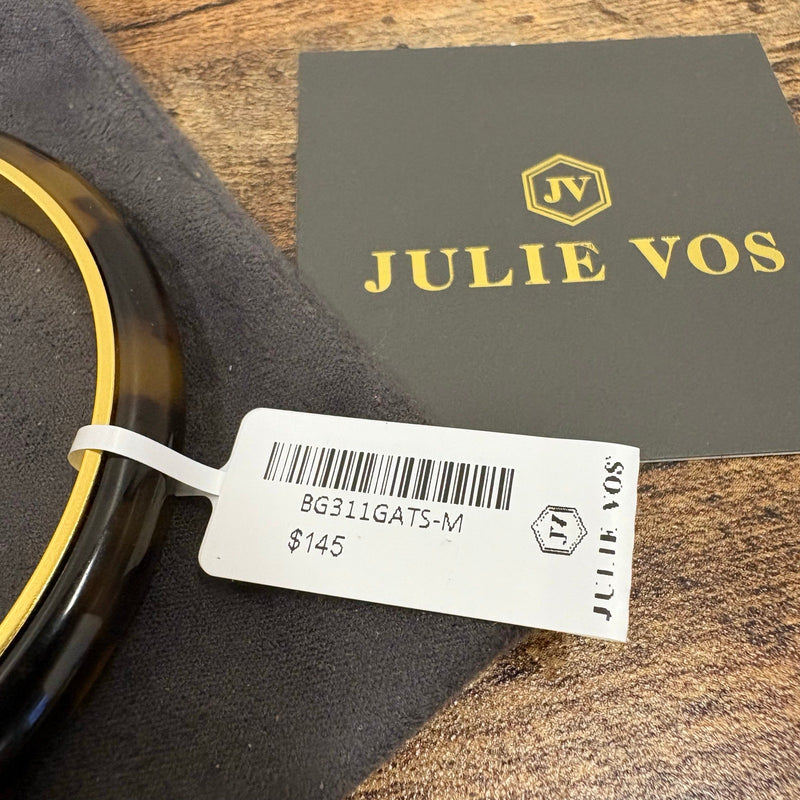 JV
JULIE VOS
BG311GATS-M
$145
JV
JULIE VOS